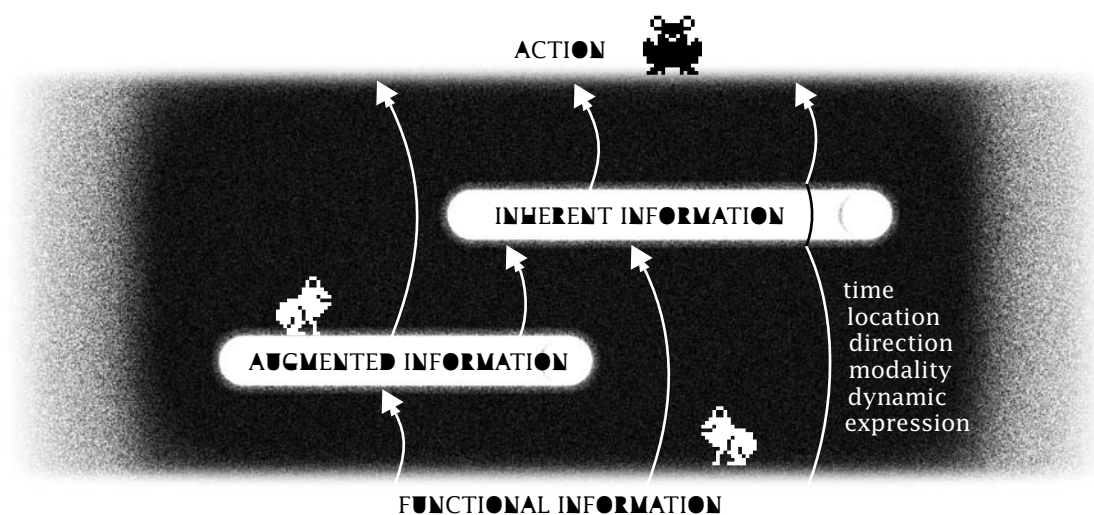 ACTION
INHERENT INFORMATION
time
location
direction
modality
dynamic
expression
AUGMENTED INFORMATION
FUNCTIONAL INFORMATION